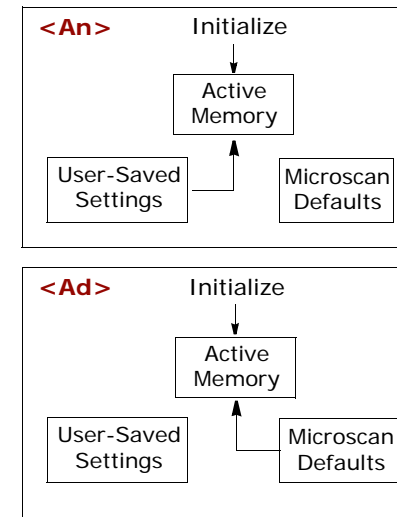 <An>
Initialize
Active
Memory
User-Saved
Settings
Microscan
Defaults
<Ad>
Initialize
Active
Memory
User-Saved
Settings
Microscan
Defaults